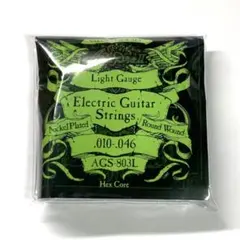 Light Gauge
Electric Guitar
Strings
Nickel Plated
Round Wound
.010-.046
AGS-803L
Hex Core